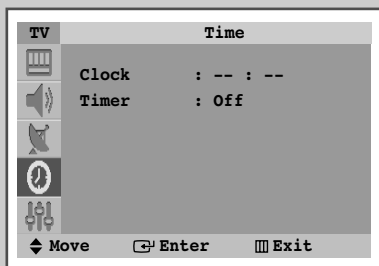 TV Time
Clock : -- : --
Timer : Off
Move Enter Exit